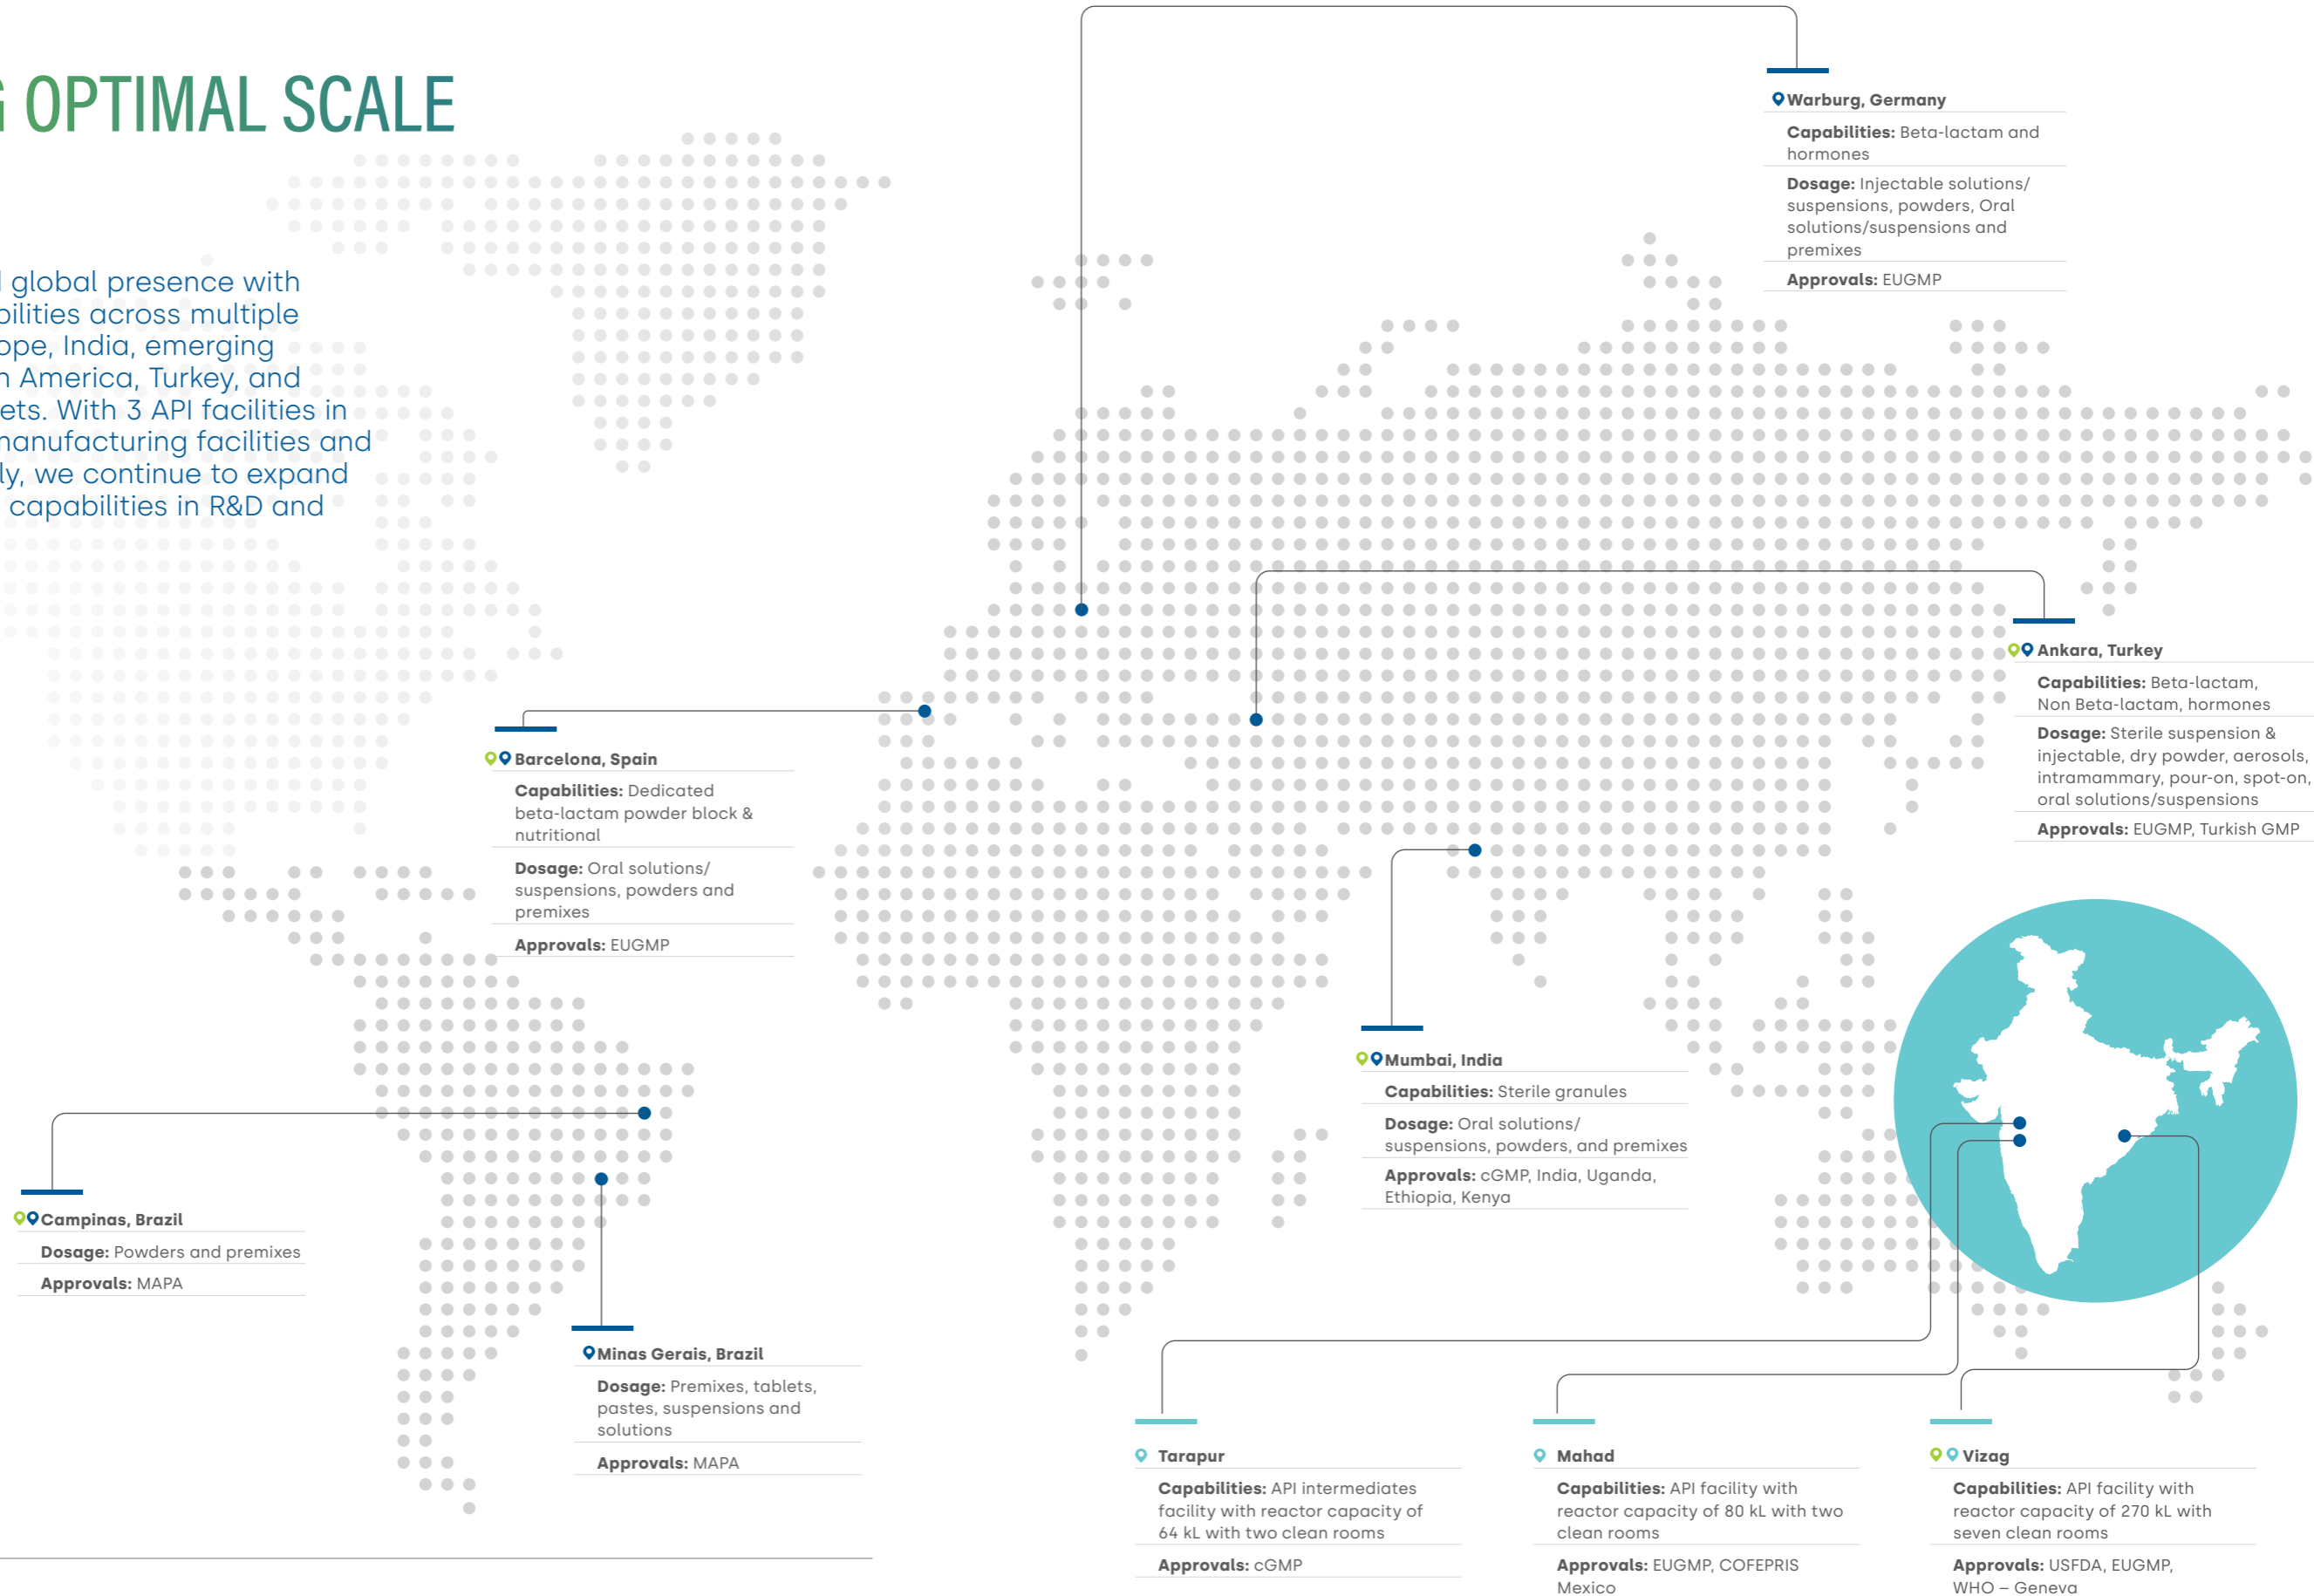 OPTIMAL SCALE
global presence with
across multiple
India, emerging
America, Turkey, and
With 3 API facilities in
manufacturing facilities and
we continue to expand
capabilities in R&D and
Warburg, Germany
Capabilities: Beta-lactam and
hormones
Dosage: Injectable solutions/
suspensions, powders, Oral
solutions/suspensions and
premixes
Approvals: EUGMP
Ankara, Turkey
Capabilities: Beta-lactam,
Non Beta-lactam, hormones
Dosage: Sterile suspension &
injectable, dry powder, aerosols,
intramammary, pour-on, spot-on,
oral solutions/suspensions
Approvals: EUGMP, Turkish GMP
Barcelona, Spain
Capabilities: Dedicated
beta-lactam powder block &
nutritional
Dosage: Oral solutions/
suspensions, powders and
premixes
Approvals: EUGMP
Mumbai, India
Capabilities: Sterile granules
Dosage: Oral solutions/
suspensions, powders, and premixes
Approvals: cGMP, India, Uganda,
Ethiopia, Kenya
Campinas, Brazil
Dosage: Powders and premixes
Approvals: MAPA
Minas Gerais, Brazil
Dosage: Premixes, tablets,
pastes, suspensions and
solutions
Approvals: MAPA
Tarapur
Capabilities: API intermediates
facility with reactor capacity of
64 kL with two clean rooms
Approvals: cGMP
Mahad
Capabilities: API facility with
reactor capacity of 80 kL with two
clean rooms
Approvals: EUGMP, COFEPRIS
Mexico
Vizag
Capabilities: API facility with
reactor capacity of 270 kL with
seven clean rooms
Approvals: USFDA, EUGMP,
WHO – Geneva